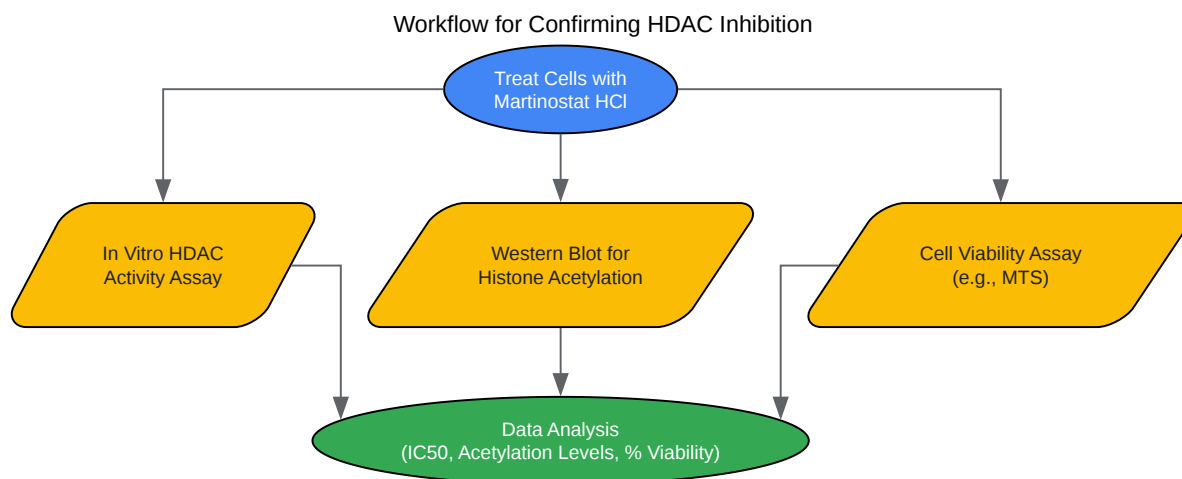 Workflow for Confirming HDAC Inhibition
Treat Cells with
Martinostat HCl
In Vitro HDAC
Activity Assay
Western Blot for
Histone Acetylation
Cell Viability Assay
(e.g., MTS)
Data Analysis
(IC50, Acetylation Levels, % Viability)